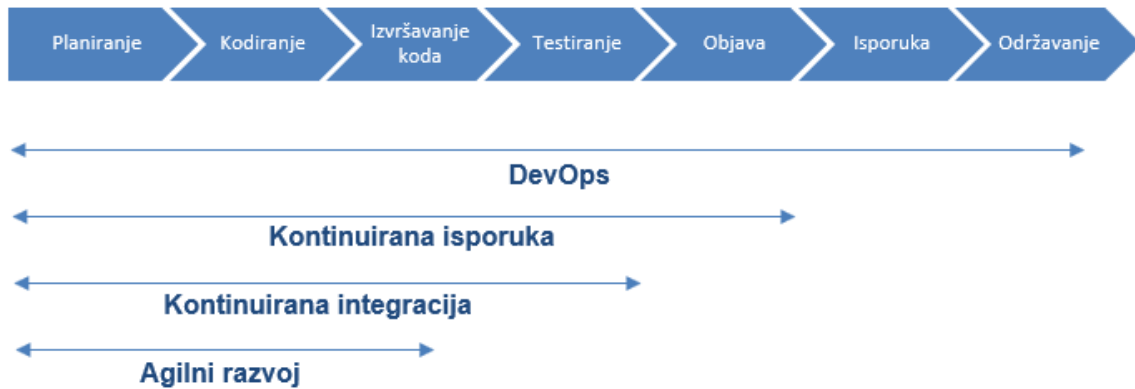 Planiranje
Kodiranje
Izvršavanje
koda
Testiranje
Objava
Isporuka
Održavanje
DevOps
Kontinuirana isporuka
Kontinuirana integracija
Agilni razvoj